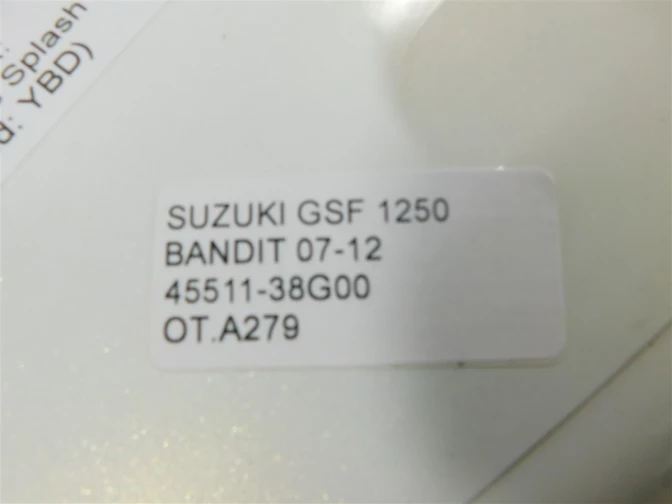 Splash
d: YBD)
SUZUKI GSF 1250
BANDIT 07-12
45511-38G00
OT.A279